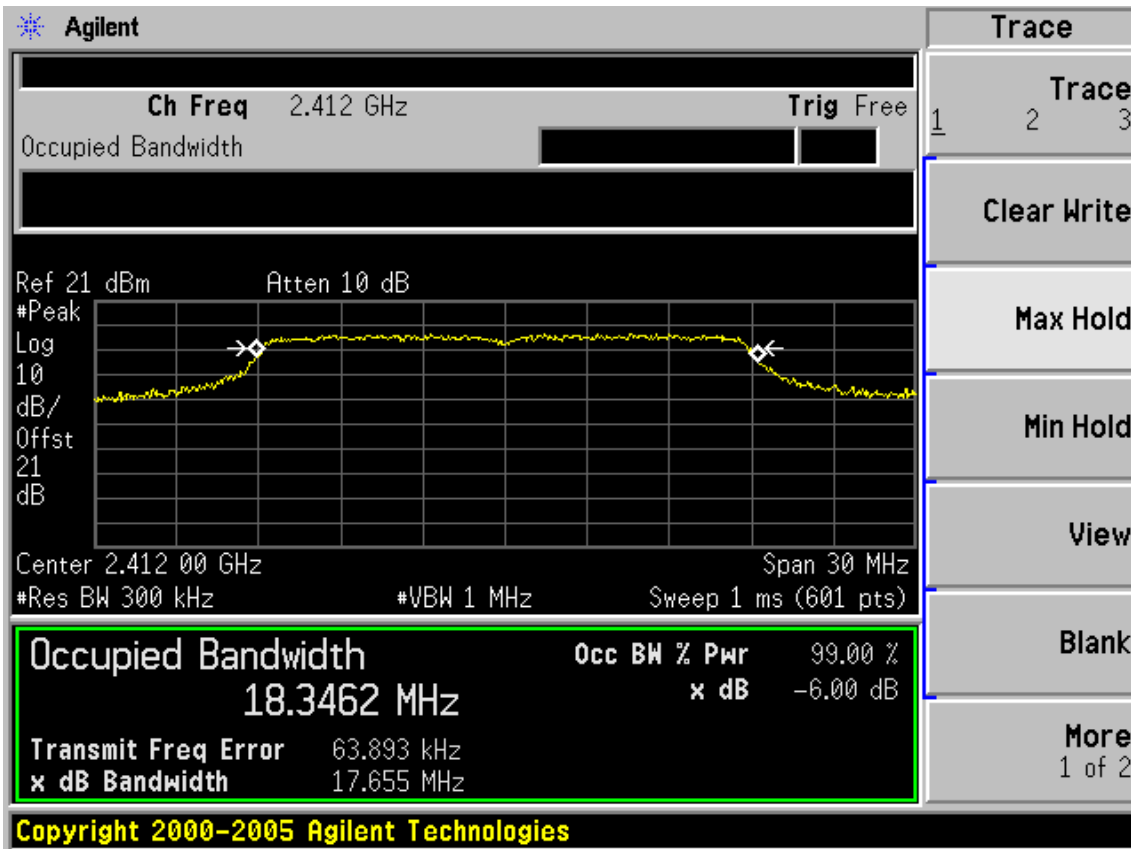 Agilent
Trace
Ch Freq 2.412 GHz Trig Free
Occupied Bandwidth
Trace
1 2 3
Clear Write
Max Hold
Min Hold
View
Blank
More
1 of 2
Ref 21 dBm Atten 10 dB
#Peak
Log
10
dB/
Offst
21
dB
Center 2.412 00 GHz Span 30 MHz
#Res BW 300 kHz #VBW 1 MHz Sweep 1 ms (601 pts)
Occupied Bandwidth
18.3462 MHz
Occ BW % Pwr 99.00 %
x dB -6.00 dB
Transmit Freq Error 63.893 kHz
x dB Bandwidth 17.655 MHz
Copyright 2000-2005 Agilent Technologies